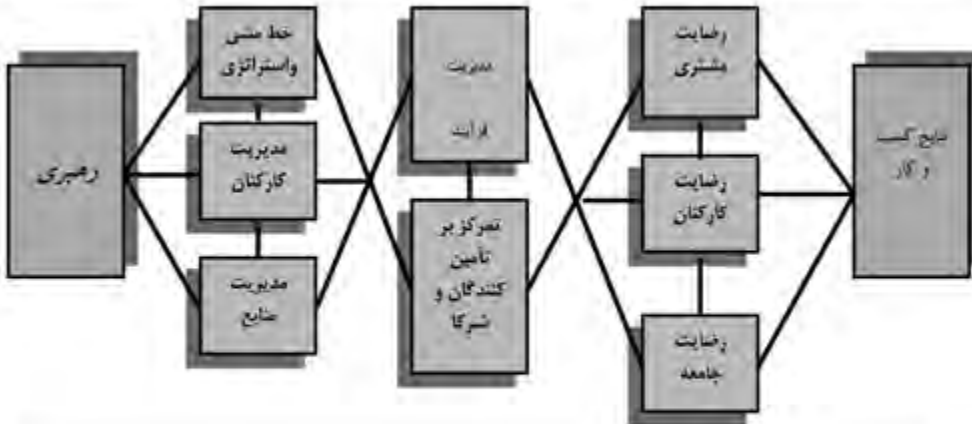 رهبری
خط مشی
واستراتژی
مدیریت
کارکنان
مدیریت
منابع
مدیریت
فرآیند
تمرکز بر
تأمین
کنندگان و
شرکا
رضایت
مشتری
رضایت
کارکنان
رضایت
جامعه
نتایج کسب
و کار